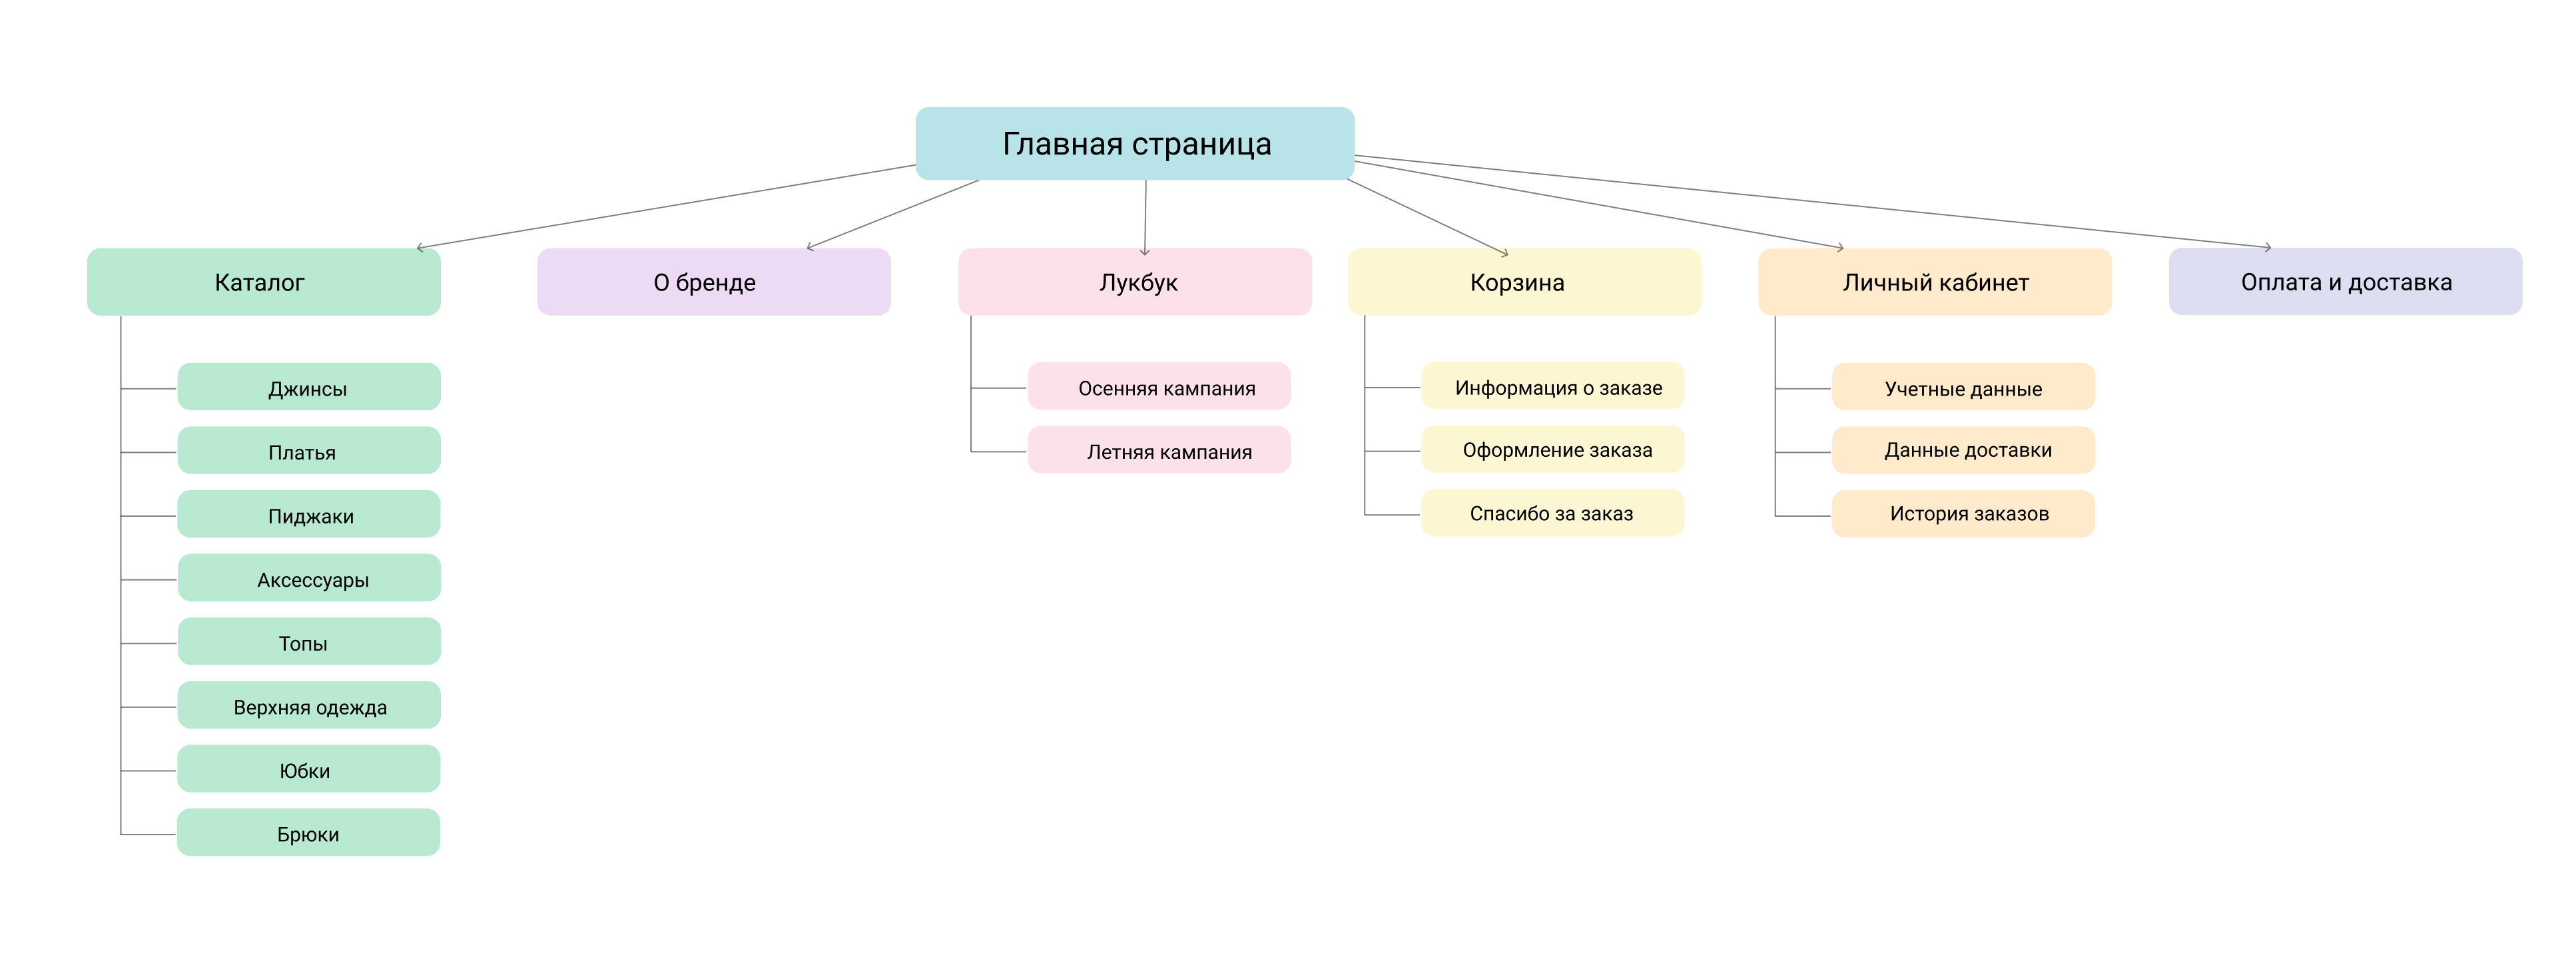 Главная страница
Каталог
О бренде
Лукбук
Корзина
Личный кабинет
Оплата и доставка
Джинсы
Платья
Пиджаки
Аксессуары
Топы
Верхняя одежда
Юбки
Брюки
Осенняя кампания
Летняя кампания
Информация о заказе
Оформление заказа
Спасибо за заказ
Учетные данные
Данные доставки
История заказов